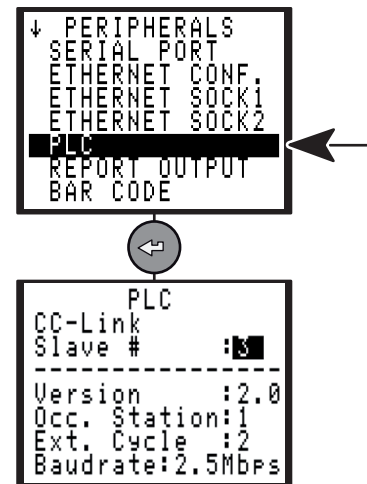 ↓ PERIPHERALS
SERIAL PORT
ETHERNET CONF.
ETHERNET SOCK1
ETHERNET SOCK2
PLC
REPORT OUTPUT
BAR CODE
PLC
CC-Link
Slave # :3
--------------------
Version :2.0
Occ. Station:1
Ext. Cycle :2
Baudrate:2.5Mbps